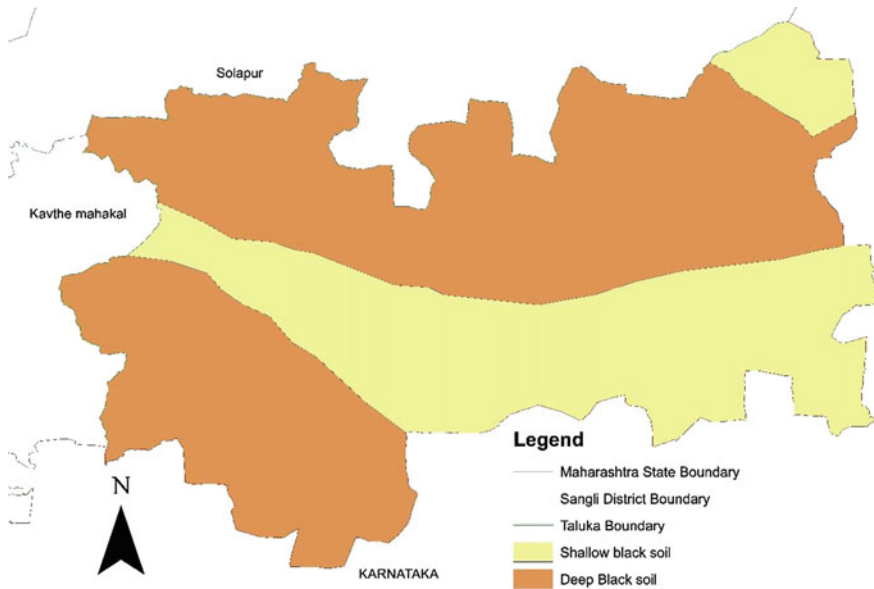 Solapur
Kavthe mahakal
Legend
N
Maharashtra State Boundary
Sangli District Boundary
Taluka Boundary
Shallow black soil
KARNATAKA
Deep Black soil